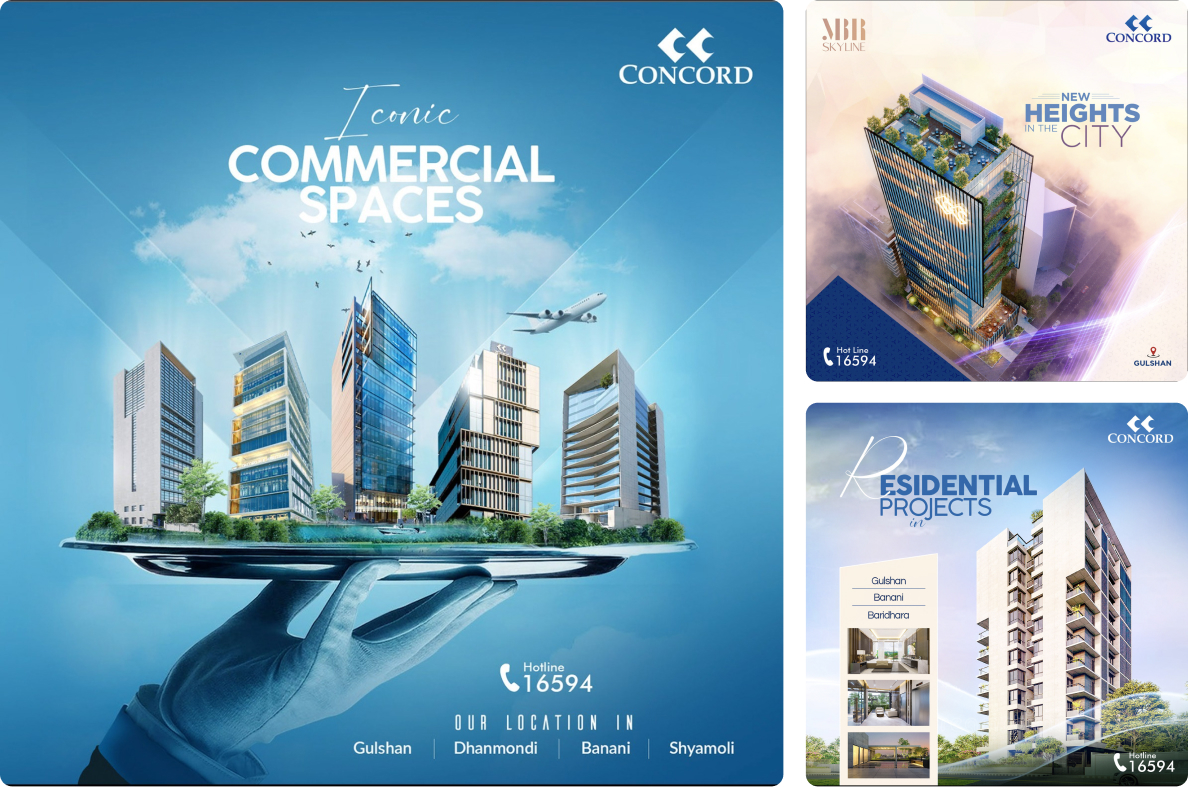 CONCORD
Iconic
COMMERCIAL
SPACES
Hotline
16594
OUR LOCATION IN
Gulshan
Dhanmondi
Banani
Shyamoli
MBR
SKYLINE
CONCORD
NEW
HEIGHTS
IN THE CITY
Hot Line
16594
GULSHAN
CONCORD
RESIDENTIAL
PROJECTS
in
Gulshan
Banani
Baridhara
Hotline
16594